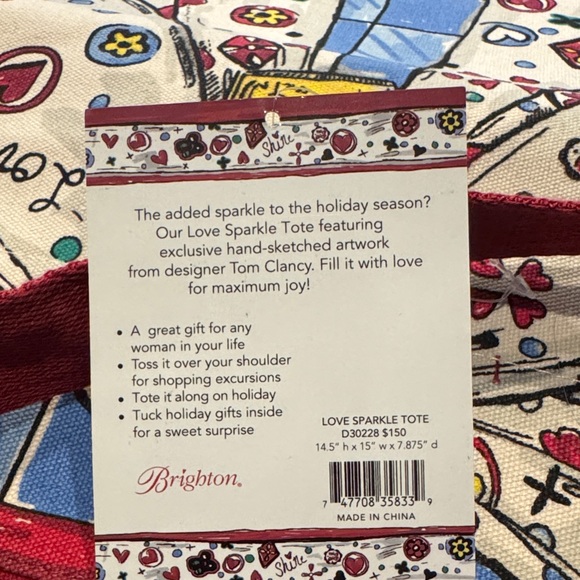 Shine
The added sparkle to the holiday season?
Our Love Sparkle Tote featuring
exclusive hand-sketched artwork
from designer Tom Clancy. Fill it with love
for maximum joy!
• A great gift for any
woman in your life
• Toss it over your shoulder
for shopping excursions
• Tote it along on holiday
• Tuck holiday gifts inside
for a sweet surprise
LOVE SPARKLE TOTE
D30228 $150
14.5" h x 15" w x 7.875" d
Brighton®
7 47708 35833 9
MADE IN CHINA
Shine